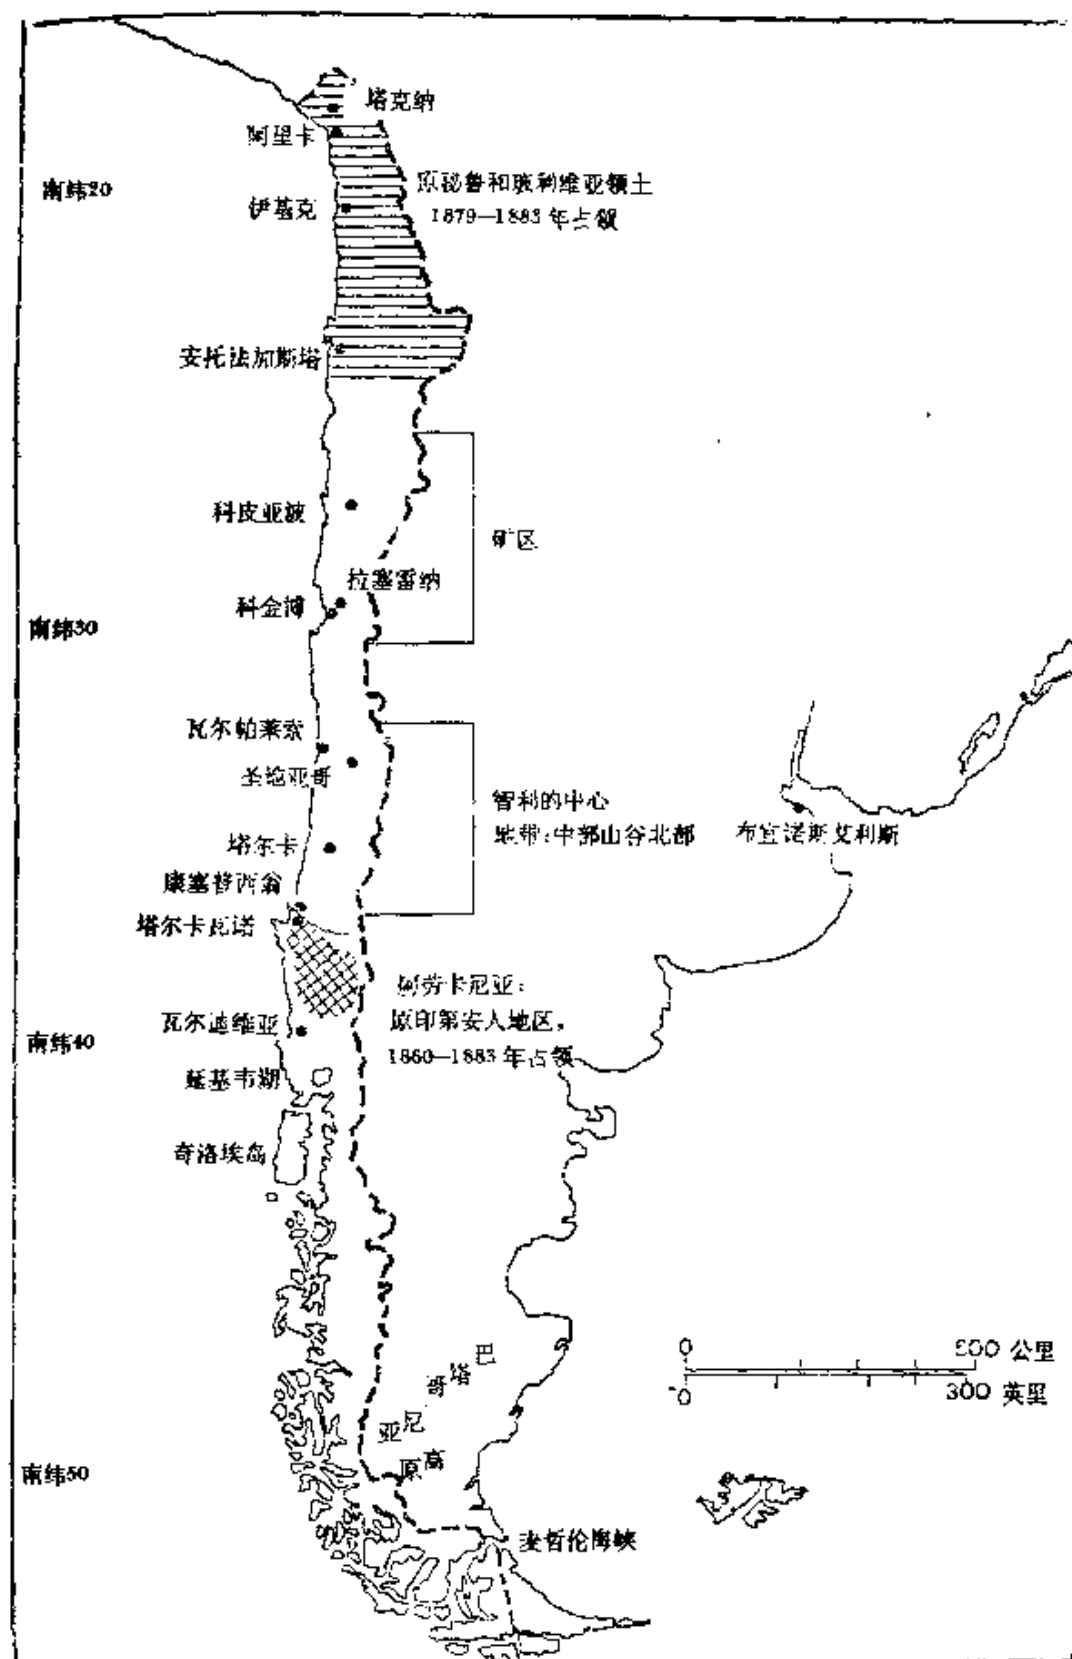 塔克纳
阿里卡
南纬20
原秘鲁和玻利维亚领土
1879—1883 年占领
伊基克
安托法加斯塔
科皮亚波
矿区
拉塞雷纳
科金博
南纬30
瓦尔帕莱索
圣地亚哥
智利的中心
地带:中部山谷北部
布宜诺斯艾利斯
塔尔卡
康塞普西翁
塔尔卡瓦诺
阿劳卡尼亚:
原印第安人地区,
1860—1883 年占领
瓦尔迪维亚
南纬40
延基韦湖
奇洛埃岛
巴塔哥尼亚
高原
0 500 公里
0 300 英里
南纬50
麦哲伦海峡